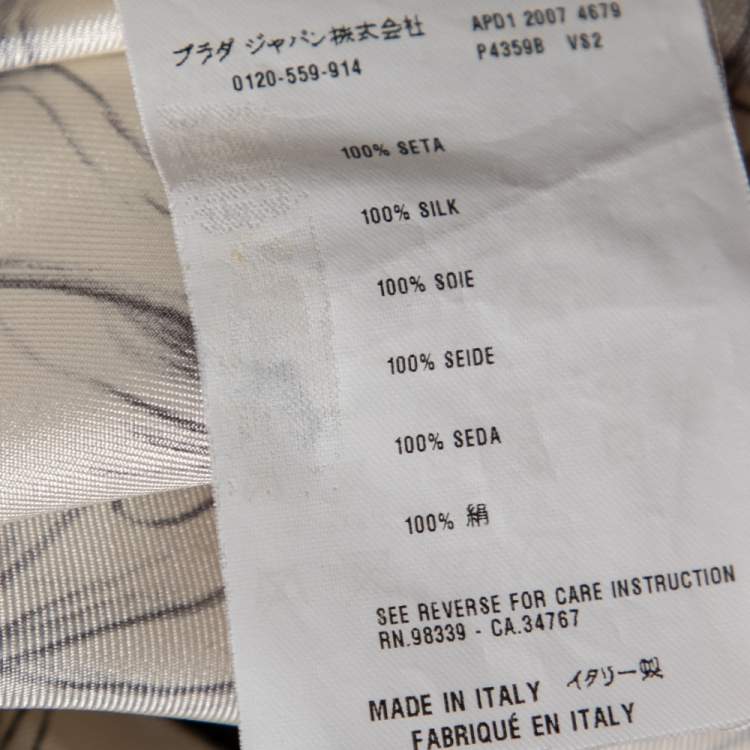 プラダ ジャパン株式会社
0120-559-914
APD1 2007 4679
P4359B VS2
100% SETA
100% SILK
100% SOIE
100% SEIDE
100% SEDA
100% 絹
SEE REVERSE FOR CARE INSTRUCTION
RN.98339 - CA.34767
MADE IN ITALY イタリー製
FABRIQUÉ EN ITALY